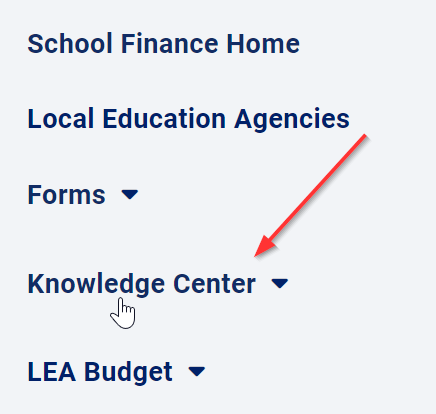 School Finance Home
Local Education Agencies
Forms
Knowledge Center
LEA Budget